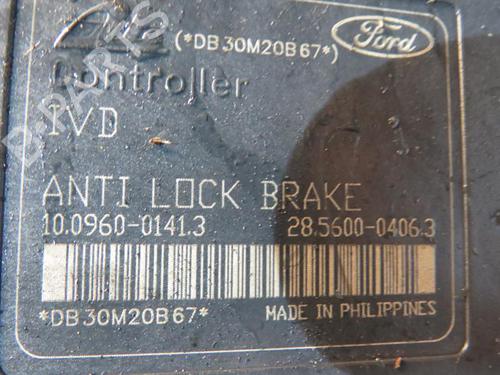 (*DB30M20B67*)
Ford
Controller
IVD
ANTI LOCK BRAKE
10.0960-0141.3 28.5600-0406.3
*DB30M20B67* MADE IN PHILIPPINES